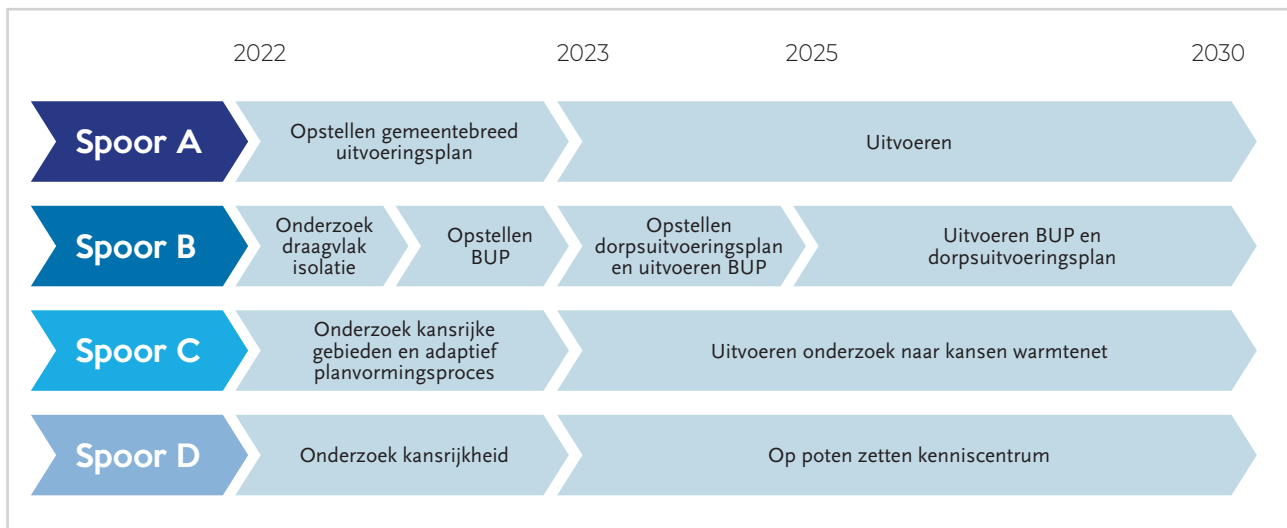 2022 2023 2025 2030
Spoor A
Opstellen gemeentebreed
uitvoeringsplan
Uitvoeren
Spoor B
Onderzoek
draagvlak
isolatie
Opstellen
BUP
Opstellen
dorpsuitvoeringsplan
en uitvoeren BUP
Uitvoeren BUP en
dorpsuitvoeringsplan
Spoor C
Onderzoek kansrijke
gebieden en adaptief
planvormingsproces
Uitvoeren onderzoek naar kansen warmtenet
Spoor D
Onderzoek kansrijkheid
Op poten zetten kenniscentrum